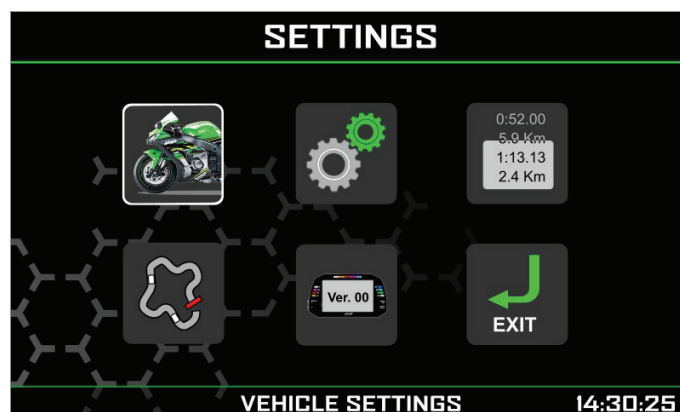 SETTINGS
0:52.00
5.9 Km
1:13.13
2.4 Km
Ver. 00
EXIT
VEHICLE SETTINGS
14:30:25